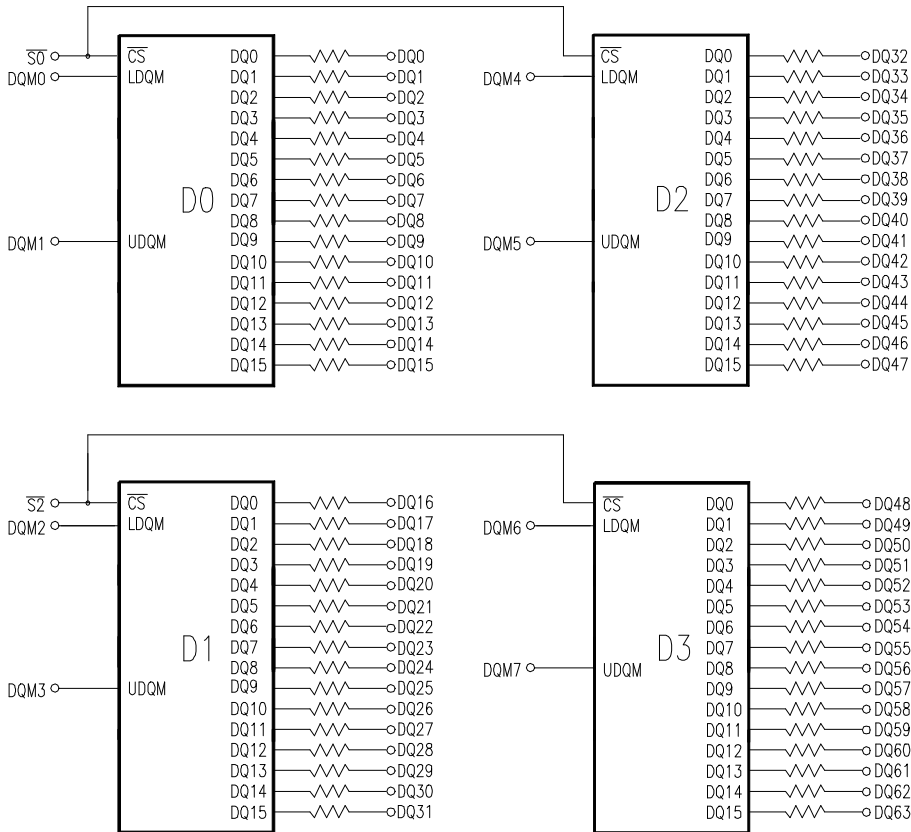 S0 CS DQ0 DQ0 CS DQ0 DQ32
DQM0 LDQM DQ1 DQ1 DQM4 LDQM DQ1 DQ33
DQ2 DQ2 DQ2 DQ34
DQ3 DQ3 DQ3 DQ35
DQ4 DQ4 DQ4 DQ36
DQ5 DQ5 DQ5 DQ37
DQ6 DQ6 DQ6 DQ38
D0 DQ7 DQ7 D2 DQ7 DQ39
DQ8 DQ8 DQ8 DQ40
DQM1 UDQM DQ9 DQ9 DQM5 UDQM DQ9 DQ41
DQ10 DQ10 DQ10 DQ42
DQ11 DQ11 DQ11 DQ43
DQ12 DQ12 DQ12 DQ44
DQ13 DQ13 DQ13 DQ45
DQ14 DQ14 DQ14 DQ46
DQ15 DQ15 DQ15 DQ47
S2 CS DQ0 DQ16 CS DQ0 DQ48
DQM2 LDQM DQ1 DQ17 DQM6 LDQM DQ1 DQ49
DQ2 DQ18 DQ2 DQ50
DQ3 DQ19 DQ3 DQ51
DQ4 DQ20 DQ4 DQ52
DQ5 DQ21 DQ5 DQ53
DQ6 DQ22 DQ6 DQ54
D1 DQ7 DQ23 D3 DQ7 DQ55
DQ8 DQ24 DQ8 DQ56
DQM3 UDQM DQ9 DQ25 DQM7 UDQM DQ9 DQ57
DQ10 DQ26 DQ10 DQ58
DQ11 DQ27 DQ11 DQ59
DQ12 DQ28 DQ12 DQ60
DQ13 DQ29 DQ13 DQ61
DQ14 DQ30 DQ14 DQ62
DQ15 DQ31 DQ15 DQ63